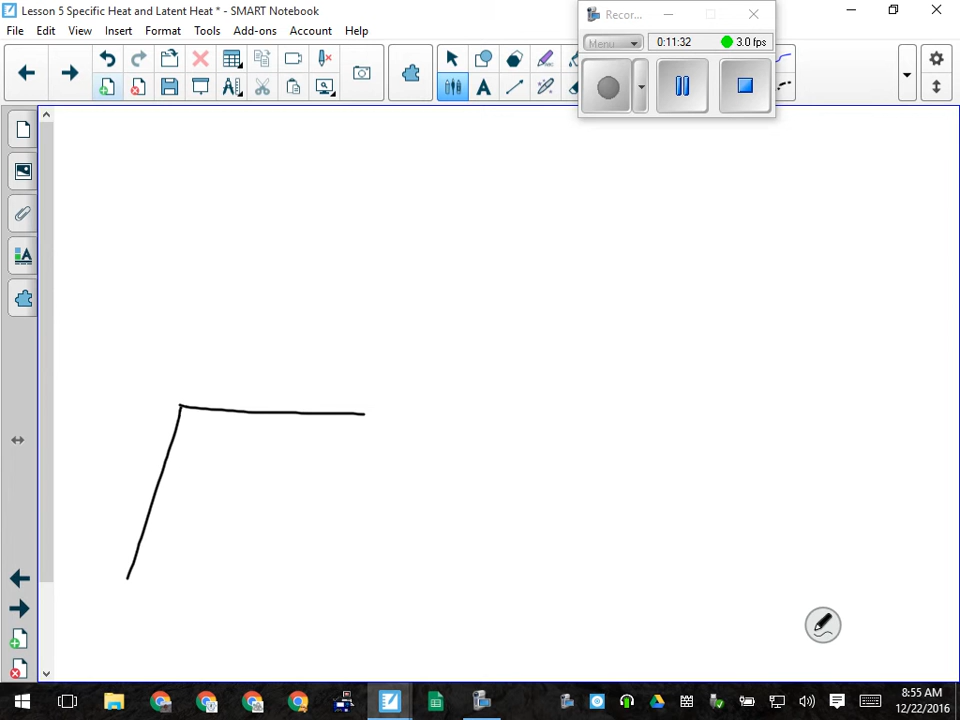 Lesson 5 Specific Heat and Latent Heat * - SMART Notebook
File Edit View Insert Format Tools Add-ons Account Help
Recor...
Menu 0:11:32 3.0 fps
A
A
8:55 AM
12/22/2016